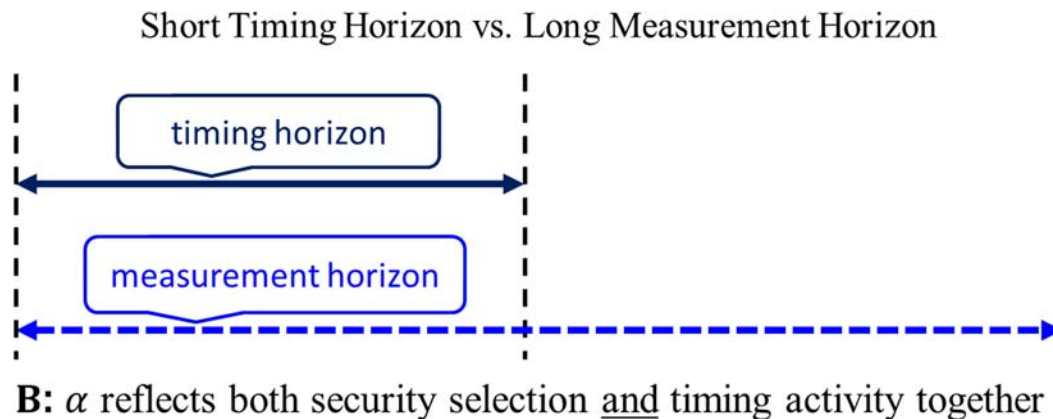 Short Timing Horizon vs. Long Measurement Horizon
timing horizon
measurement horizon
B: α reflects both security selection and timing activity together